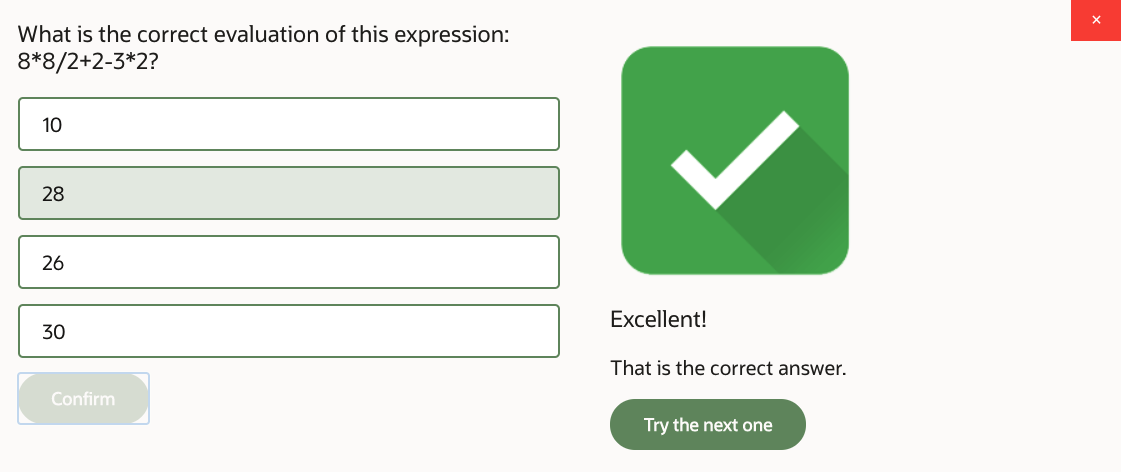 What is the correct evaluation of this expression:
8*8/2+2-3*2?
10
28
26
30
Confirm
×
Excellent!
That is the correct answer.
Try the next one